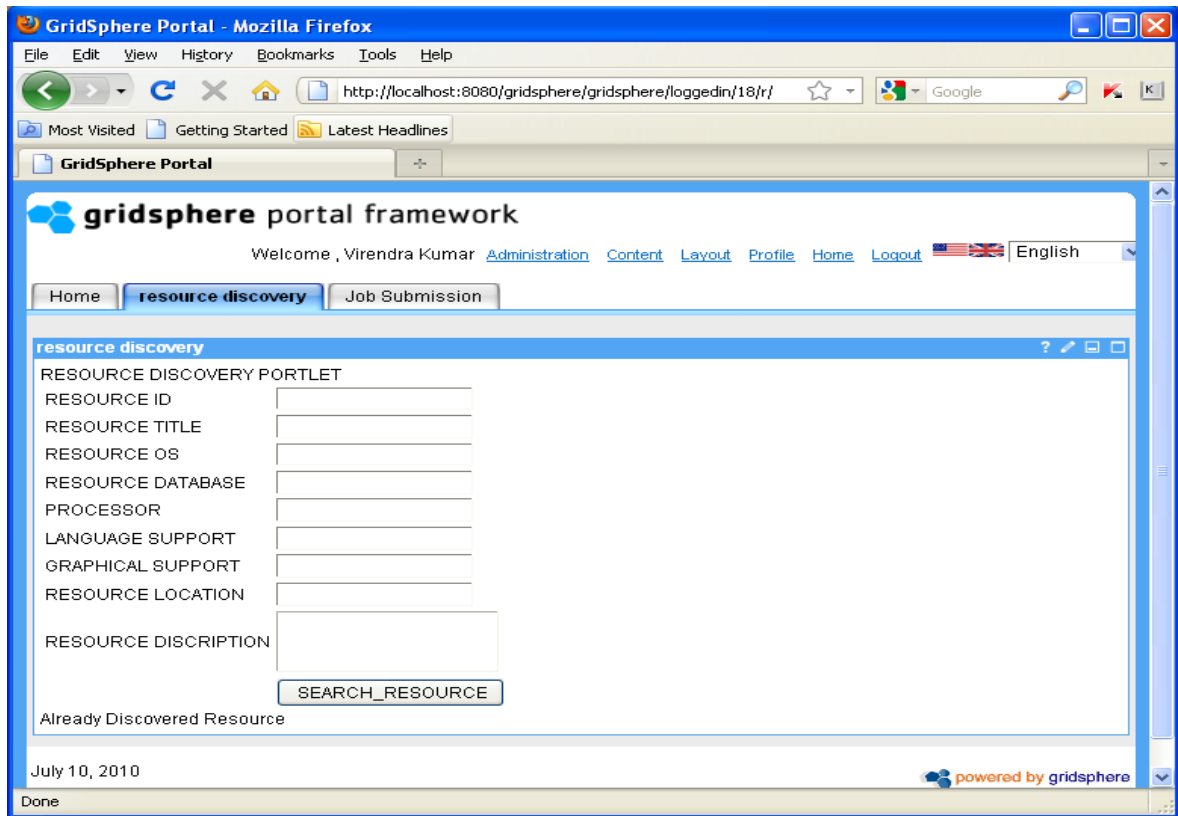 GridSphere Portal - Mozilla Firefox
File Edit View History Bookmarks Tools Help
http://localhost:8080/gridsphere/gridsphere/loggedin/18/r/ Google K
Most Visited Getting Started Latest Headlines
GridSphere Portal
gridsphere portal framework
Welcome , Virendra Kumar Administration Content Layout Profile Home Logout English
Home resource discovery Job Submission
resource discovery ?
RESOURCE DISCOVERY PORTLET
RESOURCE ID
RESOURCE TITLE
RESOURCE OS
RESOURCE DATABASE
PROCESSOR
LANGUAGE SUPPORT
GRAPHICAL SUPPORT
RESOURCE LOCATION
RESOURCE DISCRIPTION
SEARCH_RESOURCE
Already Discovered Resource
July 10, 2010
powered by gridsphere
Done